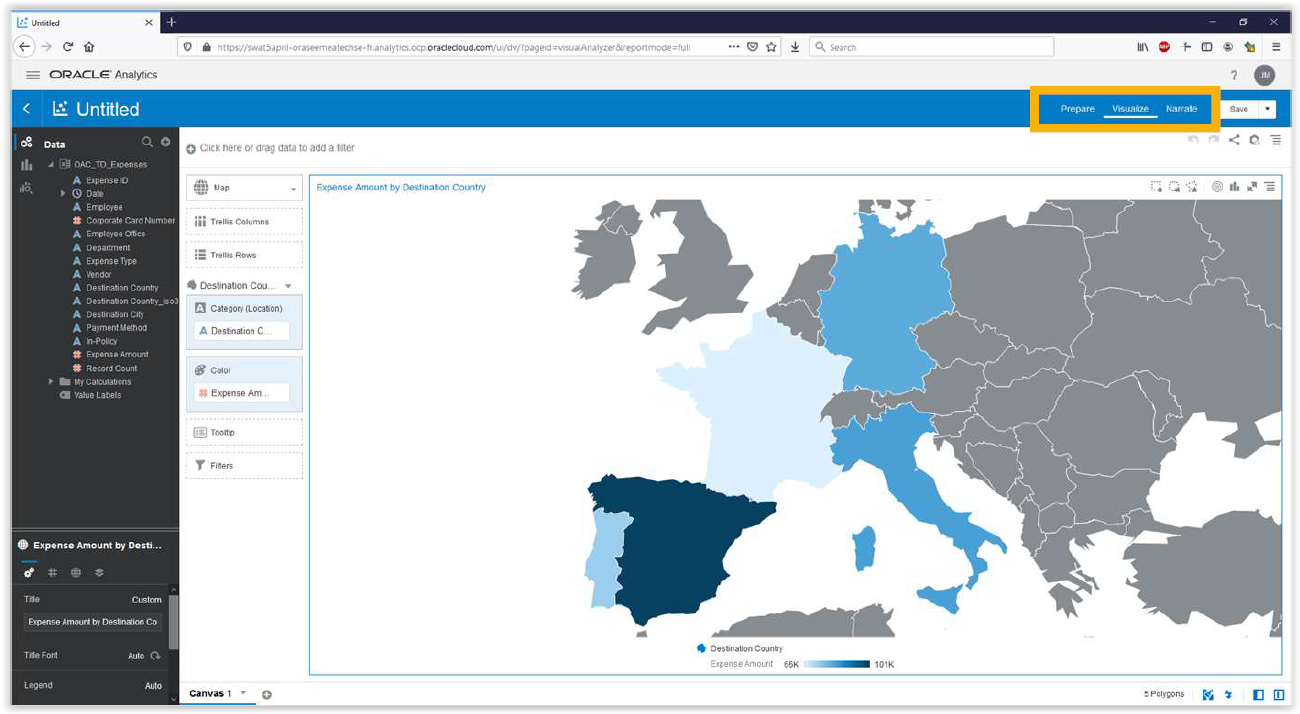 Untitled
https://swat5april-oraseemeatechse-fr.analytics.ocp.oraclecloud.com/ui/dv/?pageid=visualAnalyzer&reportmode=full
Search
ORACLE Analytics
? JM
Untitled
Prepare Visualize Narrate Save
Data
Click here or drag data to add a filter
OAC_TD_Expenses
Expense ID
Date
Employee
Corporate Card Number
Employee Office
Department
Expense Type
Vendor
Destination Country
Destination Country_iso3
Destination City
Payment Method
In-Policy
Expense Amount
Record Count
My Calculations
Value Labels
Map
Trellis Columns
Trellis Rows
Destination Cou...
Category (Location)
Destination C...
Color
Expense Am...
Tooltip
Filters
Expense Amount by Destination Country
Destination Country
Expense Amount 66K 101K
Expense Amount by Desti...
Title Custom
Expense Amount by Destination Co
Title Font Auto
Legend Auto
Canvas 1
5 Polygons